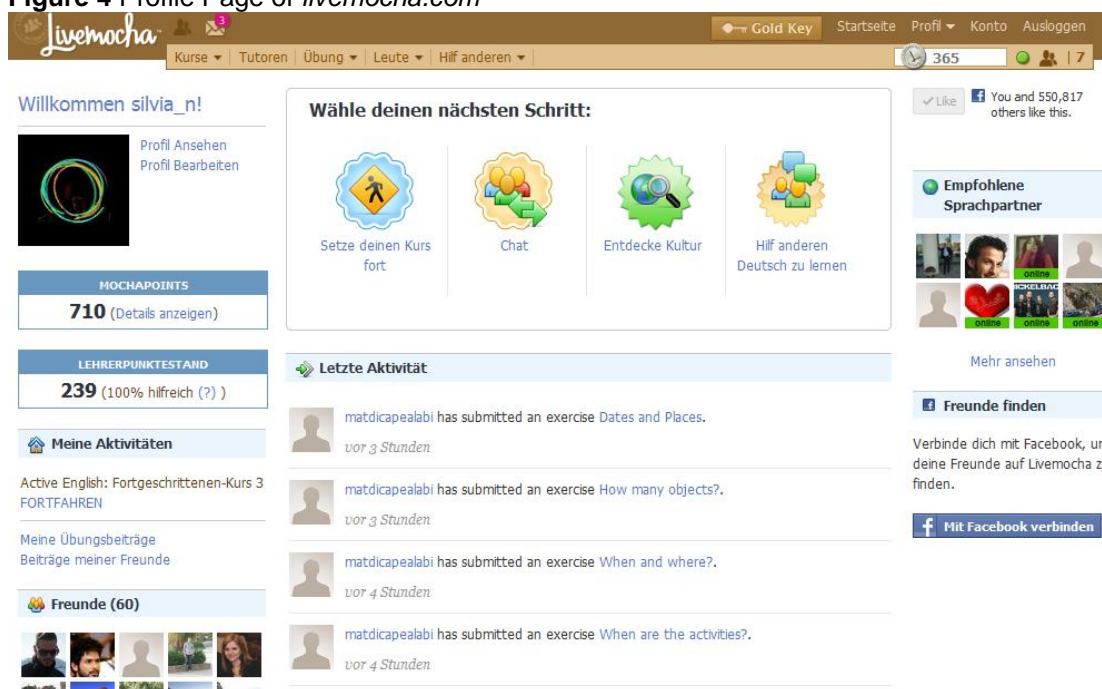 Figure 4 Profile Page of livemocha.com
Livemocha
3
Gold Key
Startseite Profil Konto Ausloggen
Kurse | Tutoren | Übung | Leute | Hilf anderen |
365
| 7
Willkommen silvia_n!
Profil Ansehen
Profil Bearbeiten
MOCHAPOINTS
710 (Details anzeigen)
LEHRERPUNKTESTAND
239 (100% hilfreich (?) )
Meine Aktivitäten
Active English: Fortgeschrittenen-Kurs 3
FORTFAHREN
Meine Übungsbeiträge
Beiträge meiner Freunde
Freunde (60)
Wähle deinen nächsten Schritt:
Setze deinen Kurs
fort
Chat
Entdecke Kultur
Hilf anderen
Deutsch zu lernen
Letzte Aktivität
matdicapealabi has submitted an exercise Dates and Places.
vor 3 Stunden
matdicapealabi has submitted an exercise How many objects?.
vor 3 Stunden
matdicapealabi has submitted an exercise When and where?.
vor 4 Stunden
matdicapealabi has submitted an exercise When are the activities?.
vor 4 Stunden
Like
You and 550,817
others like this.
Empfohlene
Sprachpartner
online
ICKELBAC
online
online
online
Mehr ansehen
Freunde finden
Verbinde dich mit Facebook, ur
deine Freunde auf Livemocha z
finden.
Mit Facebook verbinden